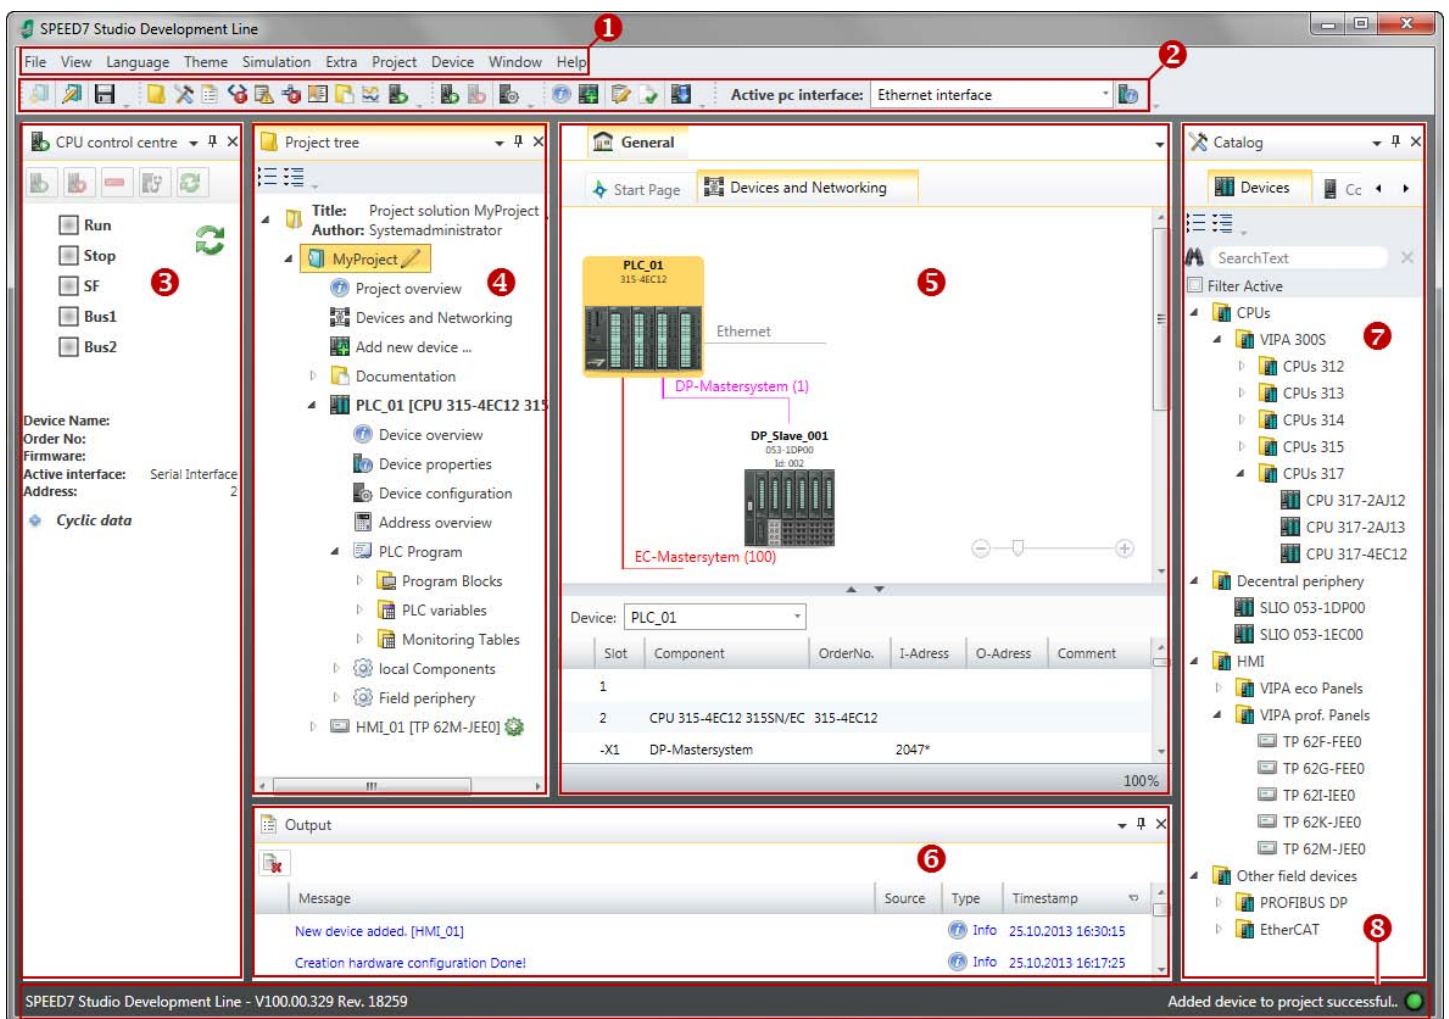 SPEED7 Studio Development Line
1
File View Language Theme Simulation Extra Project Device Window Help
2
Active pc interface: Ethernet interface
CPU control centre
Run
Stop
SF
Bus1
Bus2
3
Device Name:
Order No:
Firmware:
Active interface: Serial Interface
Address: 2
Cyclic data
Project tree
Title: Project solution MyProject
Author: Systemadministrator
MyProject
4
Project overview
Devices and Networking
Add new device ...
Documentation
PLC_01 [CPU 315-4EC12 315
Device overview
Device properties
Device configuration
Address overview
PLC Program
Program Blocks
PLC variables
Monitoring Tables
local Components
Field periphery
HMI_01 [TP 62M-JEE0]
General
Start Page Devices and Networking
5
PLC_01
315-4EC12
Ethernet
DP-Mastersystem (1)
DP_Slave_001
053-1DP00
Id: 002
EC-Mastersytem (100)
Device: PLC_01
Slot Component OrderNo. I-Adress O-Adress Comment
1
2 CPU 315-4EC12 315SN/EC 315-4EC12
-X1 DP-Mastersystem 2047*
100%
Output
6
Message Source Type Timestamp
New device added. [HMI_01] Info 25.10.2013 16:30:15
Creation hardware configuration Done! Info 25.10.2013 16:17:25
Catalog
Devices Cc
SearchText
Filter Active
CPUs
7
VIPA 300S
CPUs 312
CPUs 313
CPUs 314
CPUs 315
CPUs 317
CPU 317-2AJ12
CPU 317-2AJ13
CPU 317-4EC12
Decentral periphery
SLIO 053-1DP00
SLIO 053-1EC00
HMI
VIPA eco Panels
VIPA prof. Panels
TP 62F-FEE0
TP 62G-FEE0
TP 62I-IEE0
TP 62K-JEE0
TP 62M-JEE0
Other field devices
PROFIBUS DP
EtherCAT
8
SPEED7 Studio Development Line - V100.00.329 Rev. 18259
Added device to project successful..